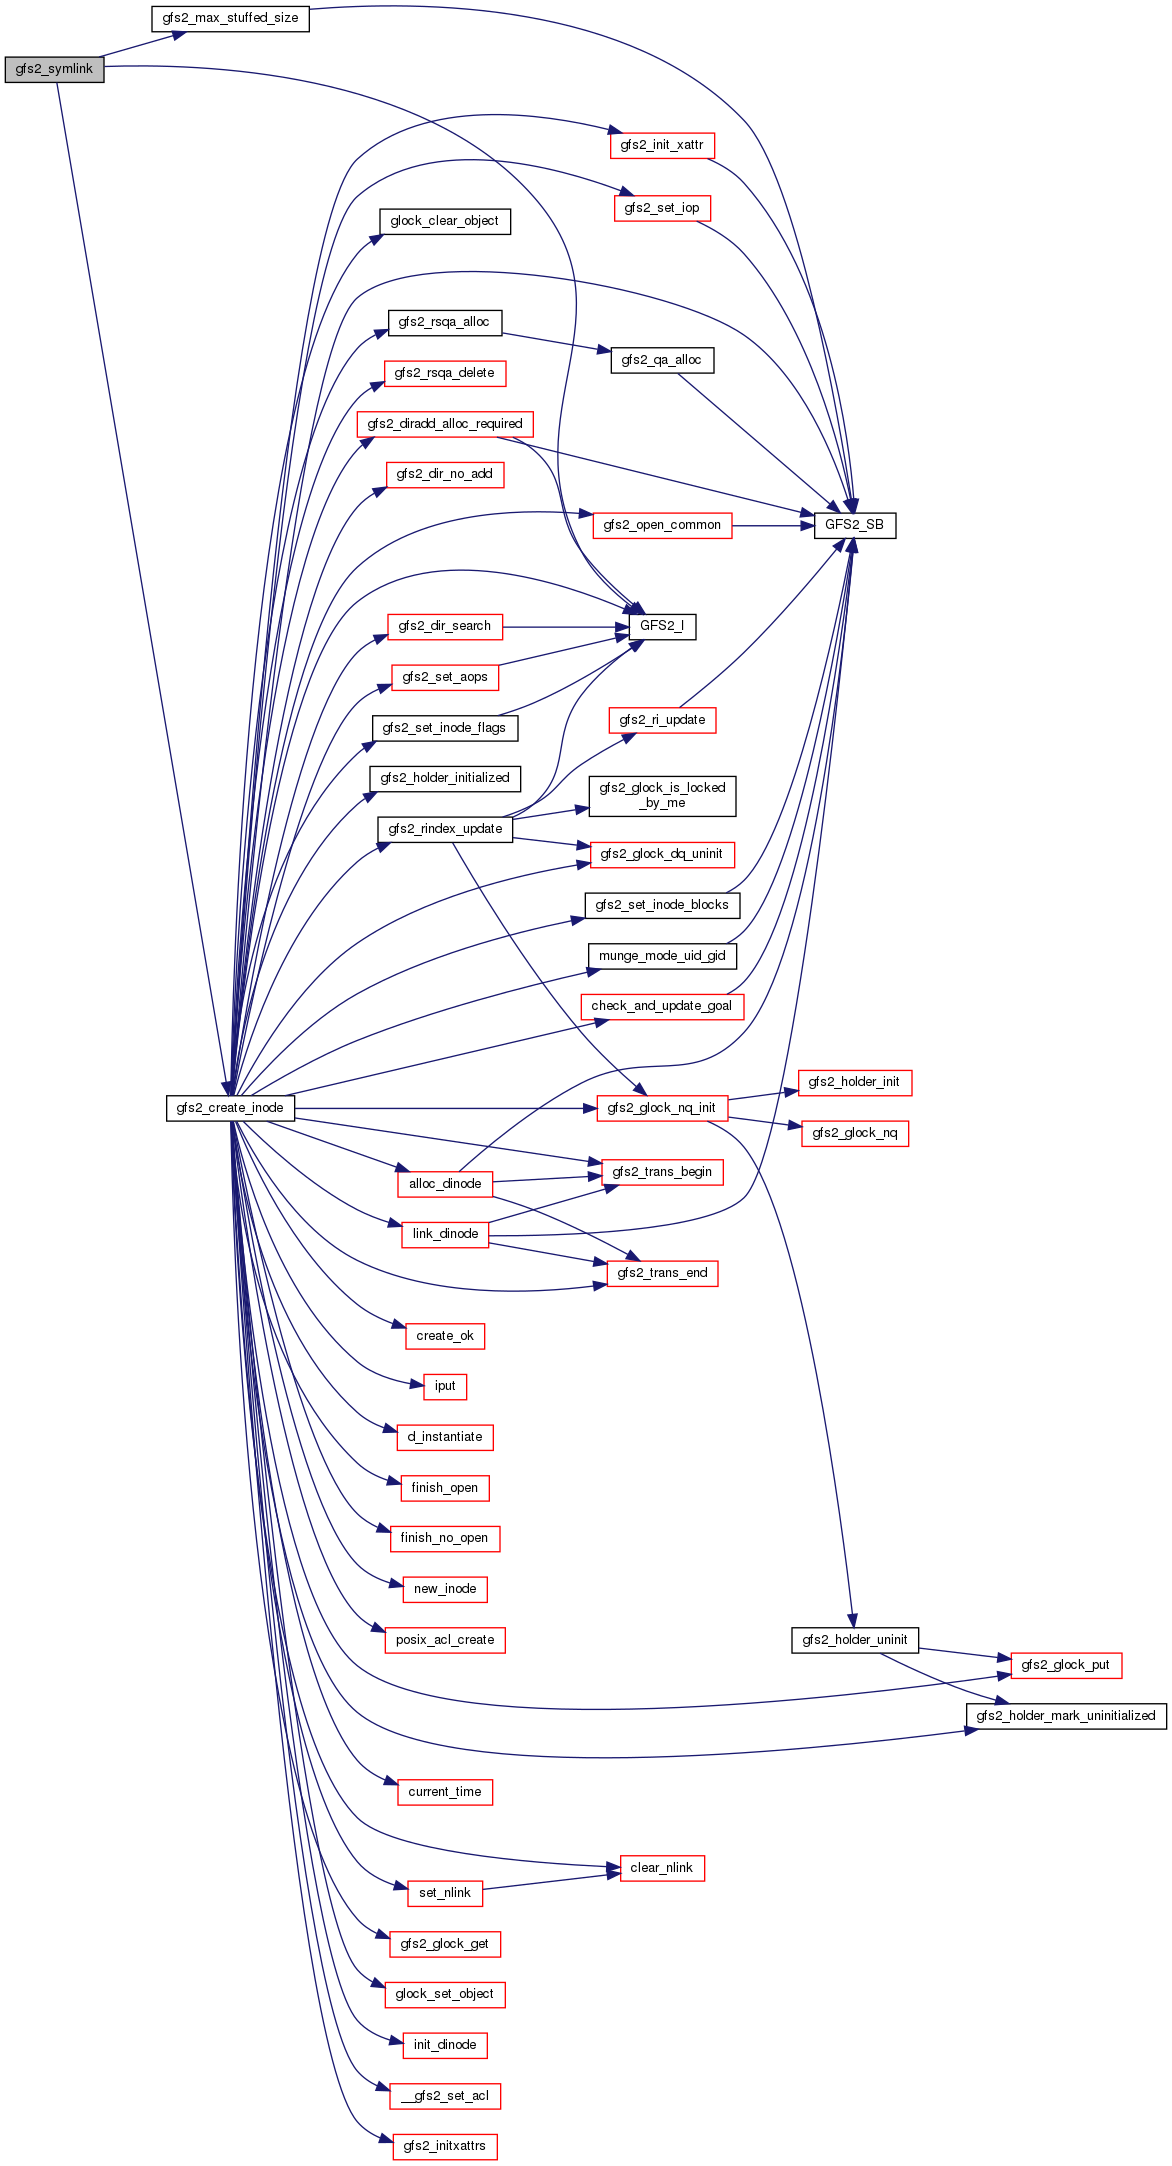 gfs2_max_stuffed_size
gfs2_symlink
gfs2_init_xattr
gfs2_set_iop
glock_clear_object
gfs2_rsqa_alloc
gfs2_qa_alloc
gfs2_rsqa_delete
gfs2_diradd_alloc_required
gfs2_dir_no_add
gfs2_open_common
GFS2_SB
gfs2_dir_search
GFS2_I
gfs2_set_aops
gfs2_set_inode_flags
gfs2_ri_update
gfs2_holder_initialized
gfs2_glock_is_locked
_by_me
gfs2_rindex_update
gfs2_glock_dq_uninit
gfs2_set_inode_blocks
munge_mode_uid_gid
check_and_update_goal
gfs2_holder_init
gfs2_create_inode
gfs2_glock_nq_init
gfs2_glock_nq
gfs2_trans_begin
alloc_dinode
link_dinode
gfs2_trans_end
create_ok
iput
d_instantiate
finish_open
finish_no_open
new_inode
posix_acl_create
gfs2_holder_uninit
gfs2_glock_put
gfs2_holder_mark_uninitialized
current_time
clear_nlink
set_nlink
gfs2_glock_get
glock_set_object
init_dinode
__gfs2_set_acl
gfs2_initxattrs